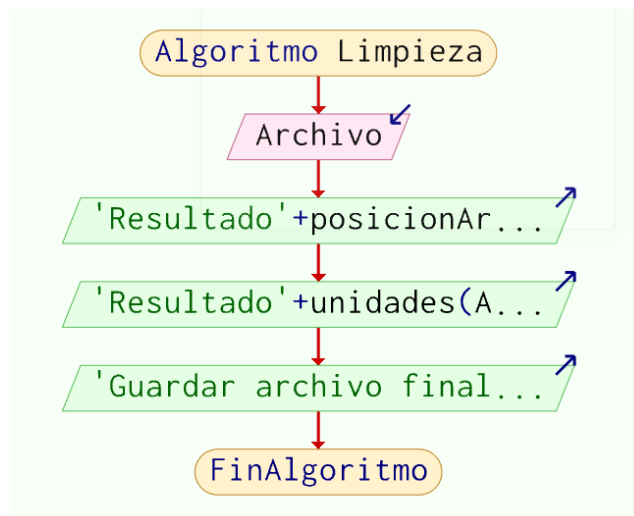 Algoritmo Limpieza
Archivo
'Resultado'+posicionAr...
'Resultado'+unidades(A...
'Guardar archivo final...
FinAlgoritmo